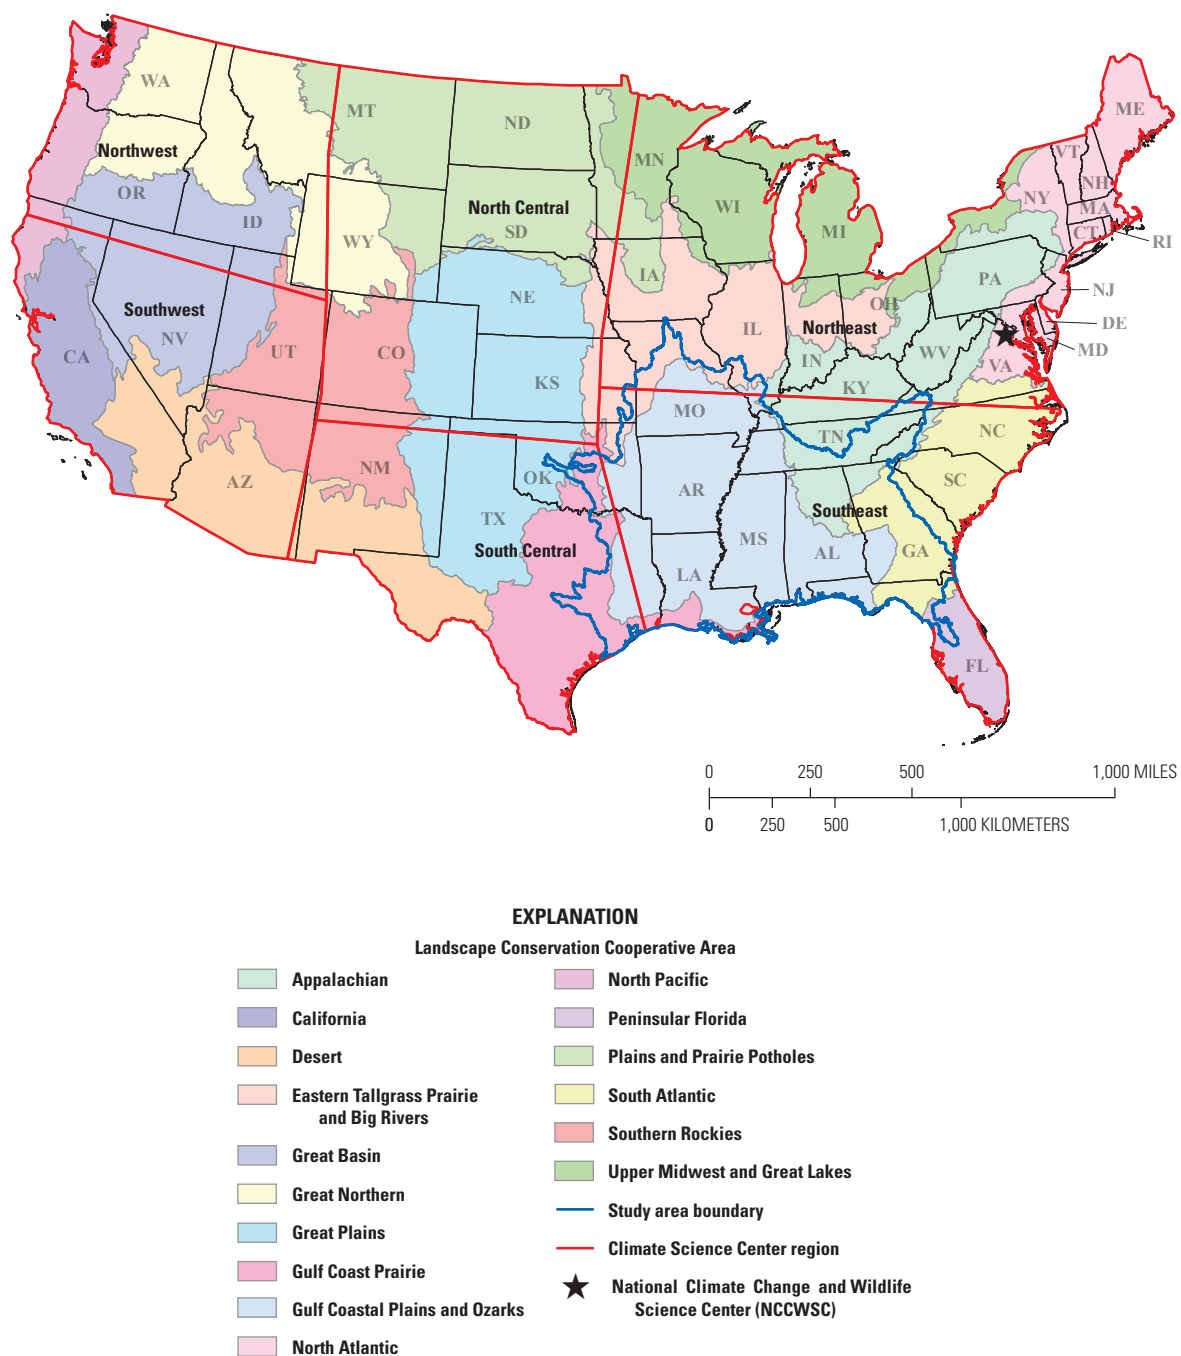 WA
MT
ND
MN
ME
VT
NH
NY
MA
CT
RI
Northwest
OR
ID
WY
North Central
SD
WI
MI
IA
PA
NJ
NE
OH
DE
MD
Southwest
NV
IL
Northeast
IN
WV
VA
CA
UT
CO
KS
KY
MO
TN
NC
AZ
NM
OK
AR
SC
TX
South Central
Southeast
MS
AL
GA
LA
FL
0 250 500 1,000 MILES
0 250 500 1,000 KILOMETERS
EXPLANATION
Landscape Conservation Cooperative Area
Appalachian
California
Desert
Eastern Tallgrass Prairie
and Big Rivers
Great Basin
Great Northern
Great Plains
Gulf Coast Prairie
Gulf Coastal Plains and Ozarks
North Atlantic
North Pacific
Peninsular Florida
Plains and Prairie Potholes
South Atlantic
Southern Rockies
Upper Midwest and Great Lakes
Study area boundary
Climate Science Center region
National Climate Change and Wildlife
Science Center (NCCWSC)